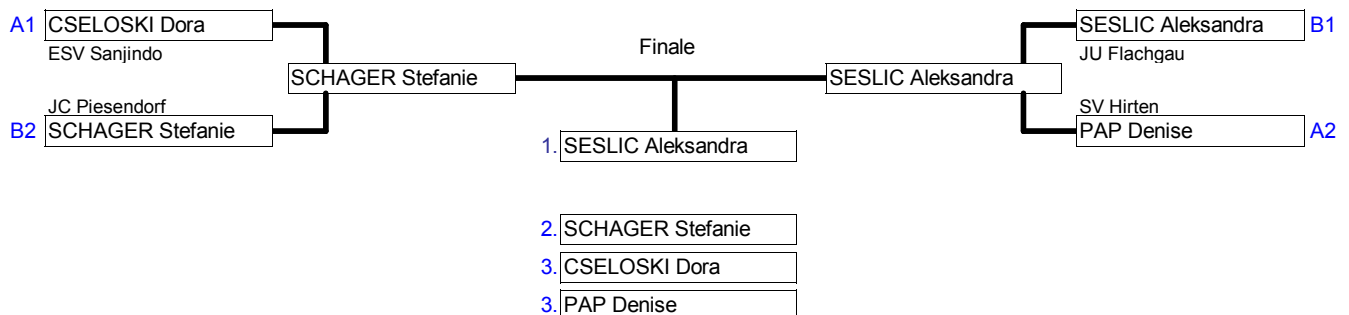 A1 CSELOSKI Dora
ESV Sanjindo
SCHAGER Stefanie
JC Piesendorf
B2 SCHAGER Stefanie
Finale
SESLIC Aleksandra B1
JU Flachgau
SESLIC Aleksandra
SV Hirten
PAP Denise A2
1. SESLIC Aleksandra
2. SCHAGER Stefanie
3. CSELOSKI Dora
3. PAP Denise